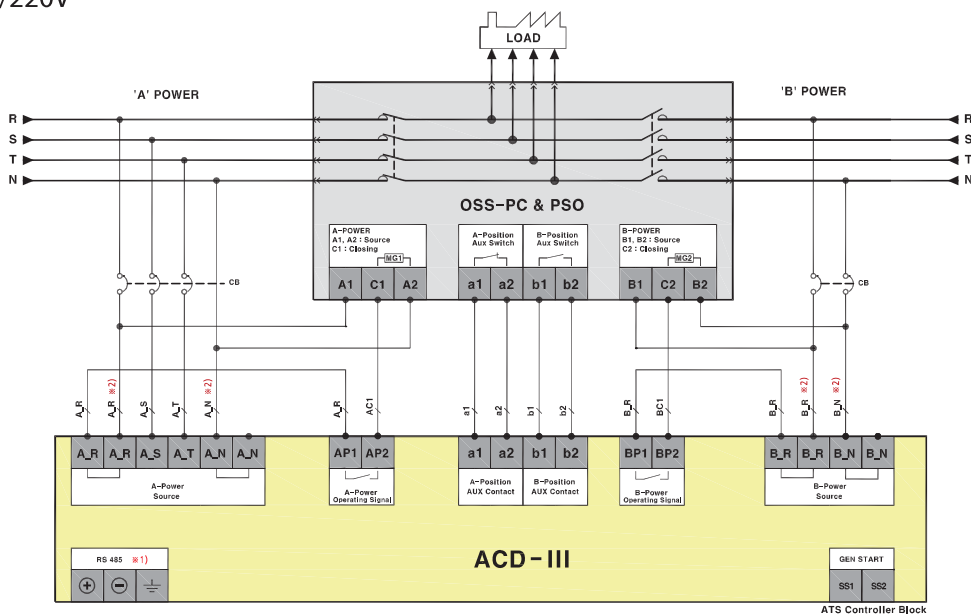 /220V
LOAD
'A' POWER
'B' POWER
R
R
S
S
T
T
N
N
OSS-PC & PSO
A-POWER
A1, A2 : Source
C1 : Closing
MG1
A-Position
Aux Switch
B-Position
Aux Switch
B-POWER
B1, B2 : Source
C2 : Closing
MG2
A1 C1 A2 a1 a2 b1 b2 B1 C2 B2
CB
CB
A_R A_R ※2) A_S A_T A_N ※2) A_R AC1 a1 a2 b1 b2 B_R BC1 B_R B_R ※2) B_N ※2)
A_R A_R A_S A_T A_N A_N AP1 AP2 a1 a2 b1 b2 BP1 BP2 B_R B_R B_N B_N
A-Power
Source
A-Power
Operating Signal
A-Position
AUX Contact
B-Position
AUX Contact
B-Power
Operating Signal
B-Power
Source
RS 485 ※1)
ACD-III
GEN START
SS1 SS2
ATS Controller Block